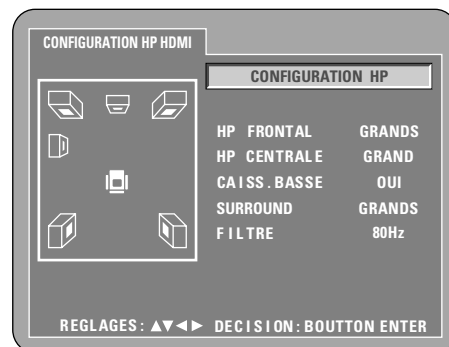 CONFIGURATION HP HDMI
CONFIGURATION HP
HP FRONTAL GRANDS
HP CENTRALE GRAND
CAISS.BASSE OUI
SURROUND GRANDS
FILTRE 80Hz
REGLAGES: ▲▼◄► DECISION: BOUTTON ENTER